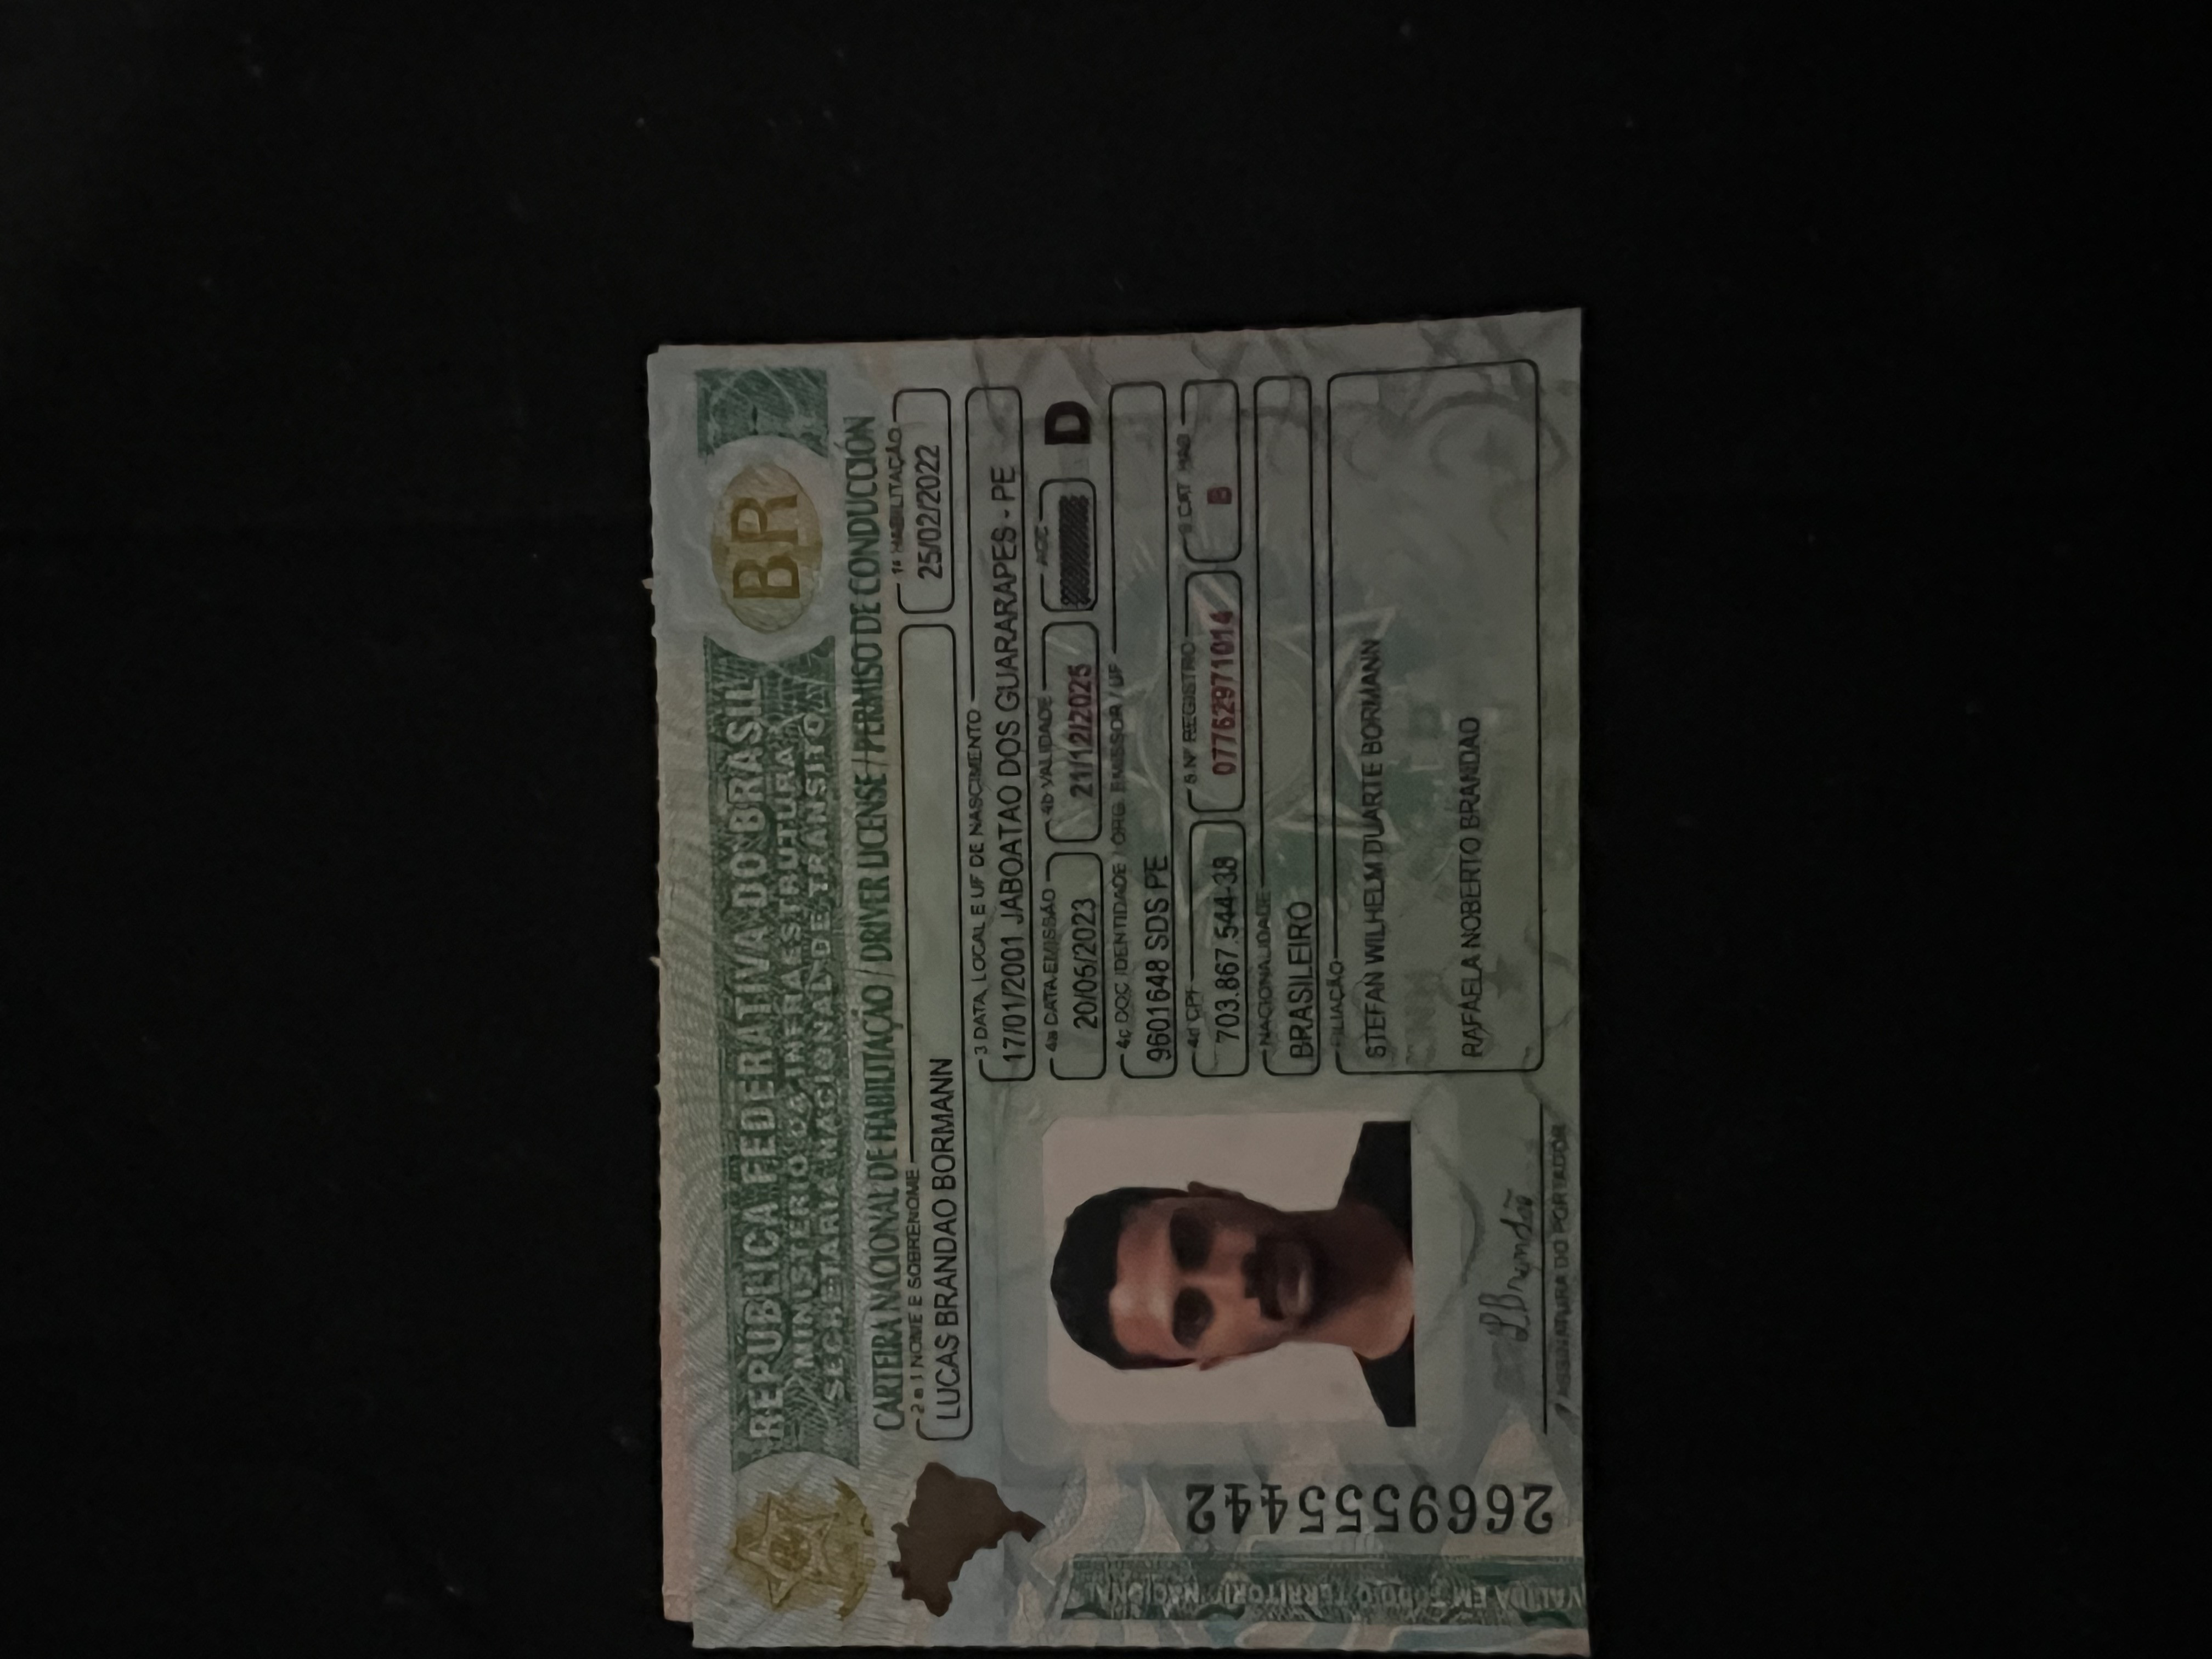 REPÚBLICA FEDERATIVA DO BRASIL
MINISTÉRIO DA INFRAESTRUTURA
SECRETARIA NACIONAL DE TRÂNSITO
BR
CARTEIRA NACIONAL DE HABILITAÇÃO / DRIVER LICENSE / PERMISO DE CONDUCCIÓN
2 e 1 NOME E SOBRENOME
1ª HABILITAÇÃO
LUCAS BRANDAO BORMANN
25/02/2022
3 DATA, LOCAL E UF DE NASCIMENTO
17/01/2001 JABOATAO DOS GUARARAPES - PE
4a DATA EMISSÃO
4b VALIDADE
ACC
20/05/2023
21/12/2025
D
4c DOC IDENTIDADE / ORG. EMISSOR / UF
9601648 SDS PE
4d CPF
5 Nº REGISTRO
9 CAT HAB
703.867.544-38
07762971014
B
NACIONALIDADE
BRASILEIRO
FILIAÇÃO
STEFAN WILHELM DUARTE BORMANN
RAFAELA NOBERTO BRANDAO
LBrandão
7 ASSINATURA DO PORTADOR
VÁLIDA EM TODO O TERRITÓRIO NACIONAL
2669555442